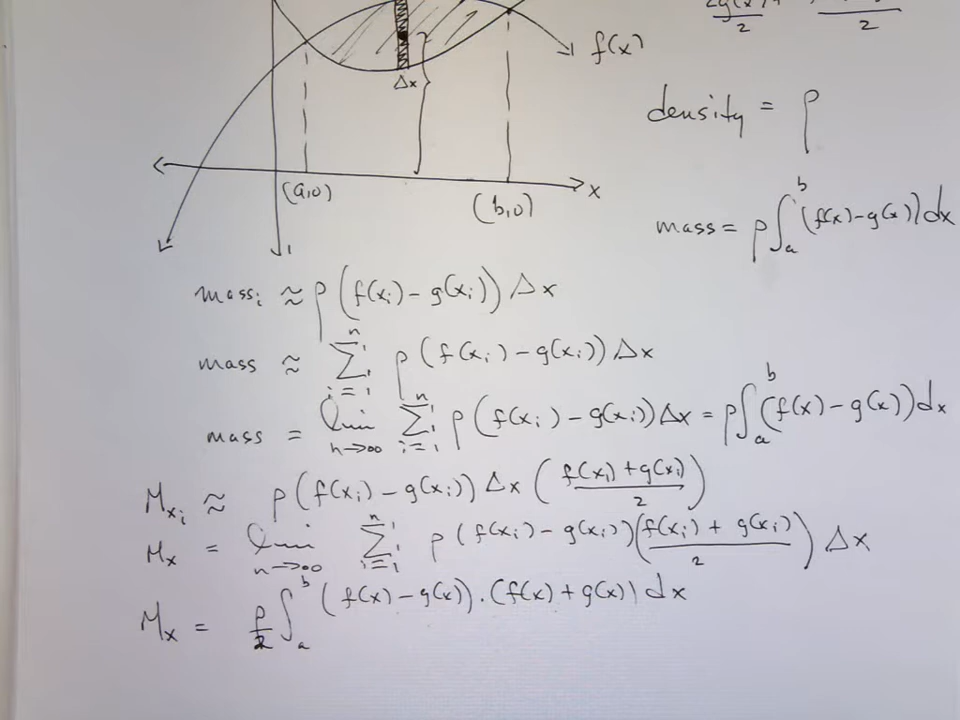 2g(x)
2
2
f(x)
Δx
density = ρ
x
(a,0)
(b,0)
mass = ρ∫_a^b (f(x)-g(x)) dx
mass_i ≈ ρ(f(x_i) - g(x_i)) Δx
mass ≈ Σ_{i=1}^n ρ(f(x_i) - g(x_i)) Δx
mass = lim_{n→∞} Σ_{i=1}^n ρ(f(x_i) - g(x_i)) Δx = ρ∫_a^b (f(x) - g(x)) dx
M_{x_i} ≈ ρ(f(x_i) - g(x_i)) Δx ((f(x_i) + g(x_i))/2)
M_x = lim_{n→∞} Σ_{i=1}^n ρ(f(x_i) - g(x_i)) ((f(x_i) + g(x_i))/2) Δx
M_x = ρ/2 ∫_a^b (f(x) - g(x)) · (f(x) + g(x)) dx